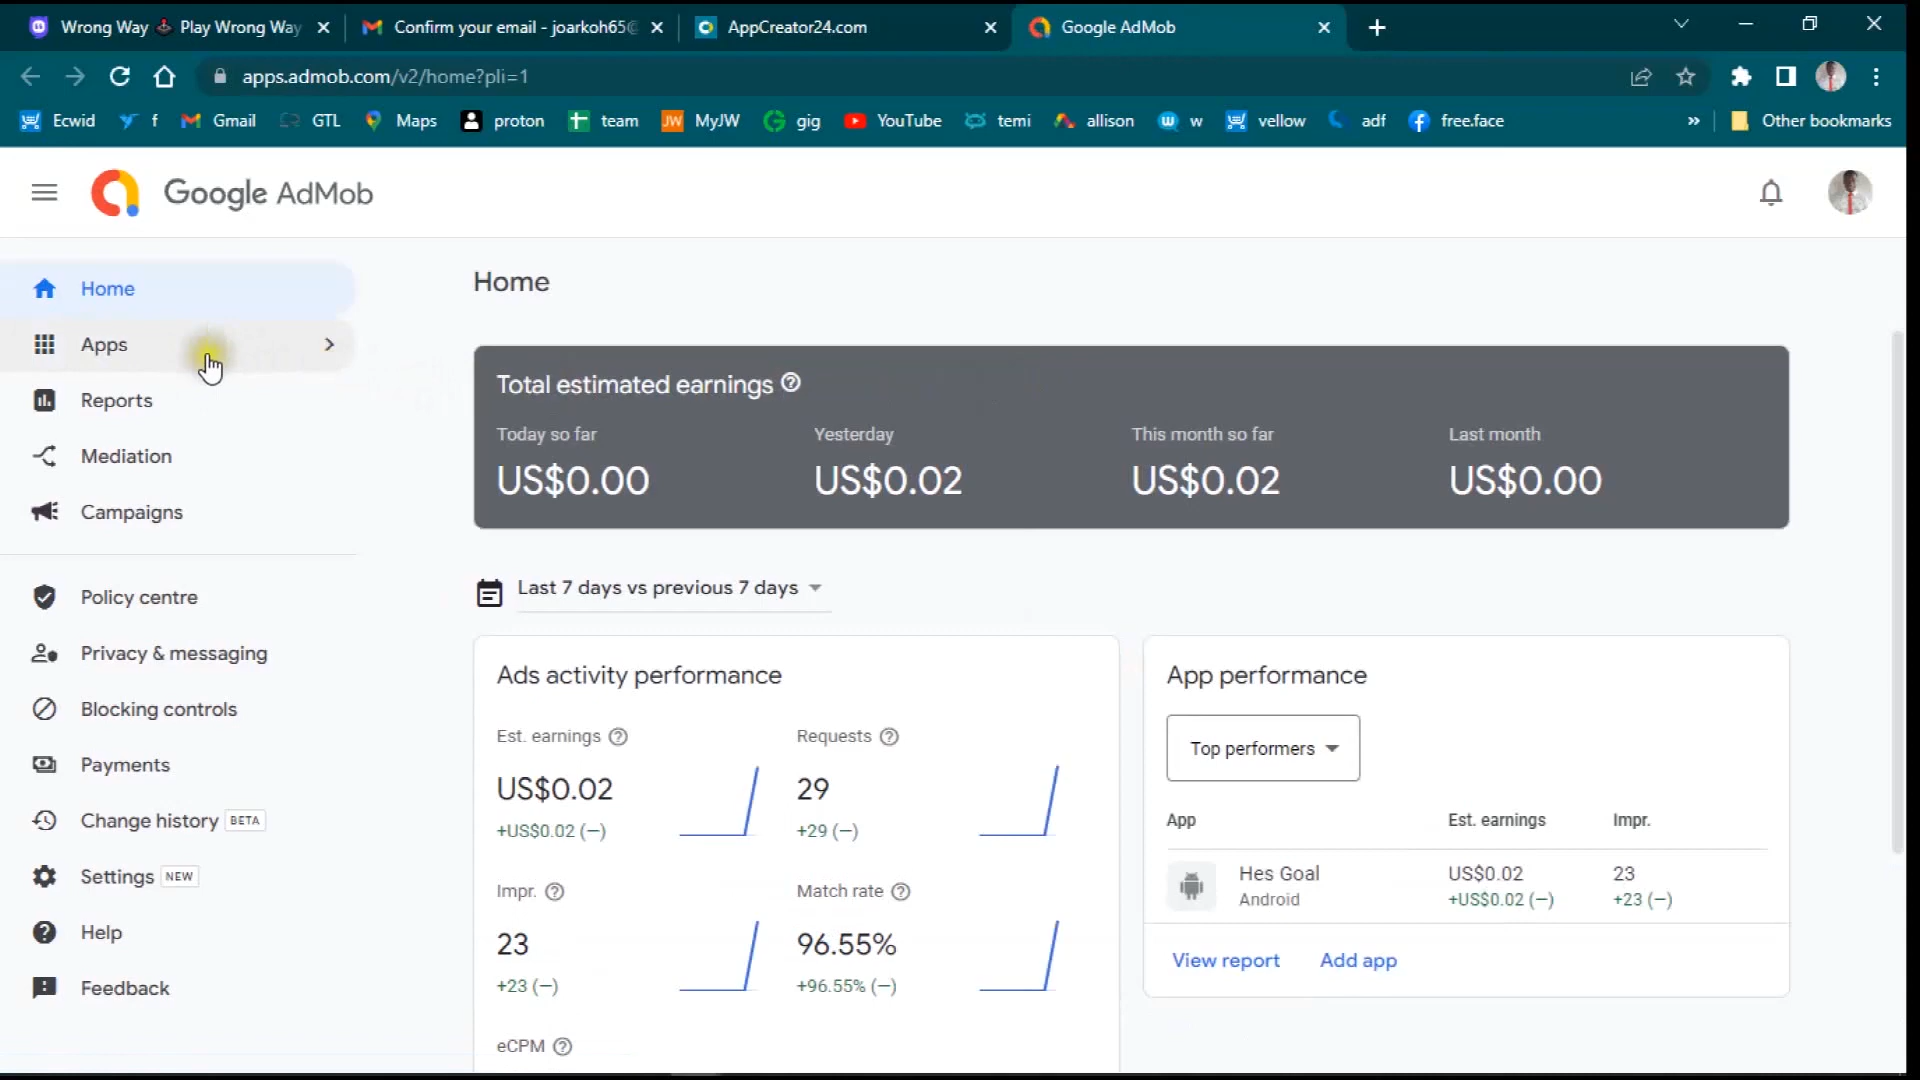 Wrong Way Play Wrong Way
Confirm your email - joarkoh65@
AppCreator24.com
Google AdMob
apps.admob.com/v2/home?pli=1
Ecwid
f
Gmail
GTL
Maps
proton
team
MyJW
gig
YouTube
temi
allison
w
vellow
adf
free.face
»
Other bookmarks
Google AdMob
Home
Apps
Reports
Mediation
Campaigns
Policy centre
Privacy & messaging
Blocking controls
Payments
Change history BETA
Settings NEW
Help
Feedback
Home
Total estimated earnings
Today so far
US$0.00
Yesterday
US$0.02
This month so far
US$0.02
Last month
US$0.00
Last 7 days vs previous 7 days
Ads activity performance
Est. earnings
US$0.02
+US$0.02 (—)
Requests
29
+29 (—)
Impr.
23
+23 (—)
Match rate
96.55%
+96.55% (—)
eCPM
App performance
Top performers
App Est. earnings Impr.
Hes Goal US$0.02 23
Android +US$0.02 (—) +23 (—)
View report Add app